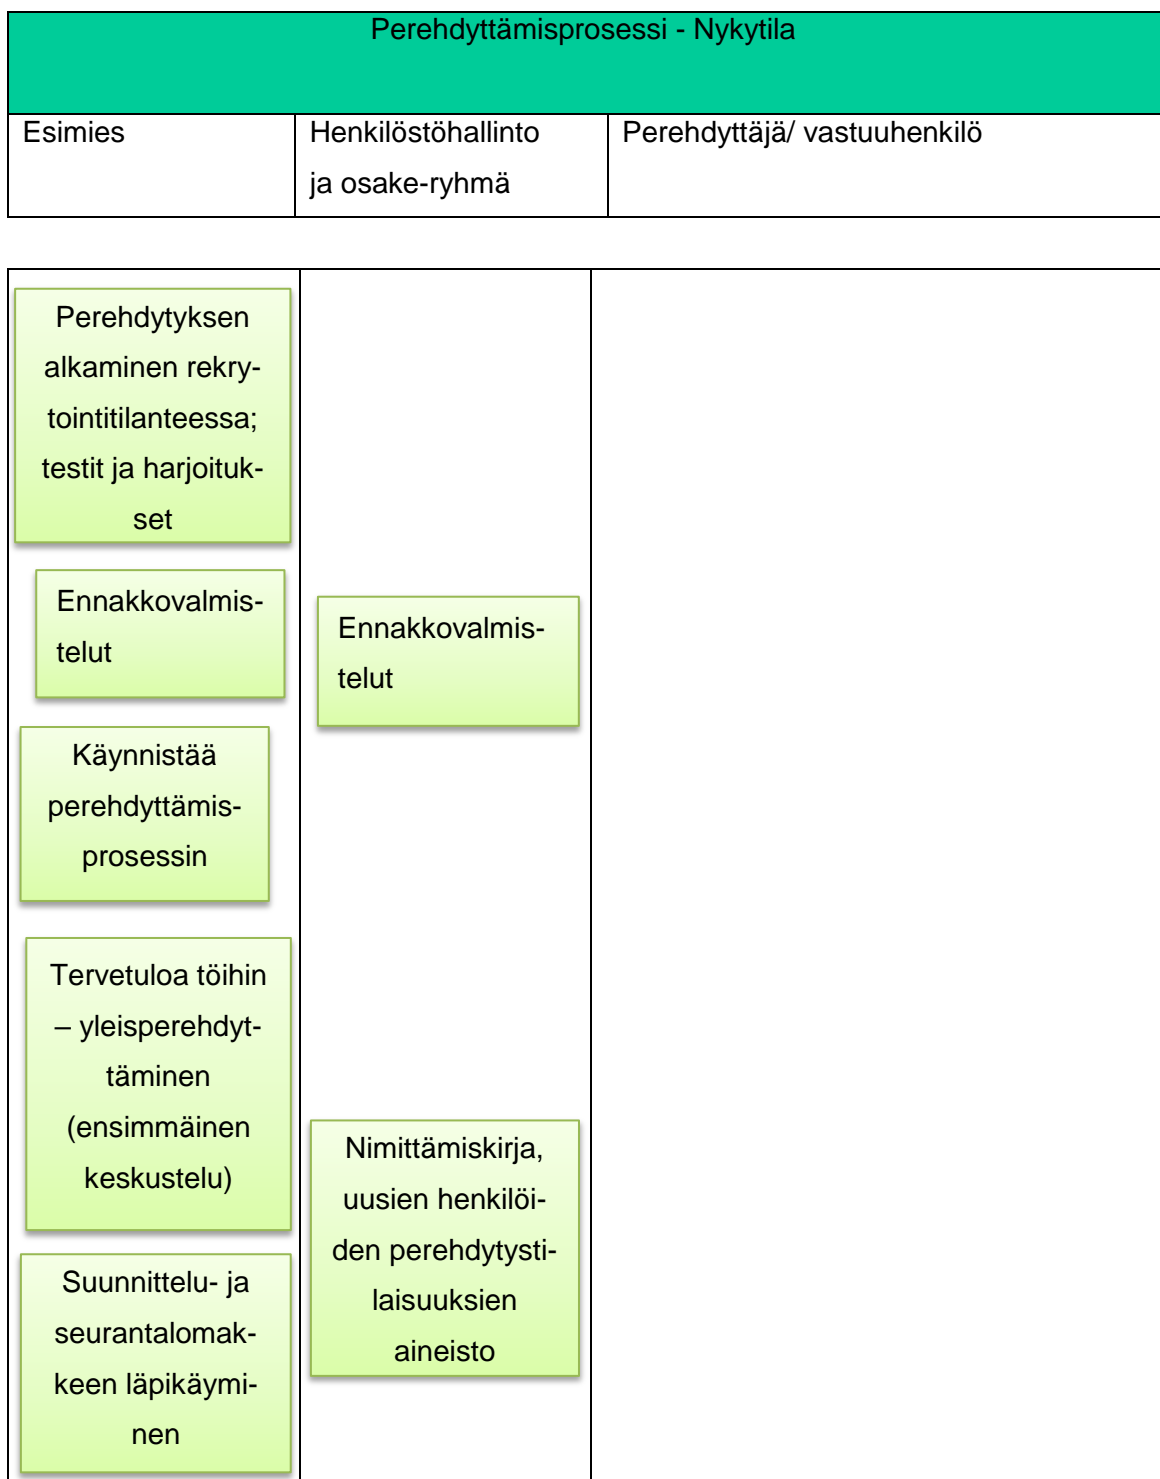 Perehdyttämisprosessi - Nykytila
Esimies
Henkilöstöhallinto
ja osake-ryhmä
Perehdyttäjä/ vastuuhenkilö
Perehdytyksen
alkaminen rekry-
tointitilanteessa;
testit ja harjoituk-
set
Ennakkovalmis-
telut
Ennakkovalmis-
telut
Käynnistää
perehdyttämis-
prosessin
Tervetuloa töihin
– yleisperehdyt-
täminen
(ensimmäinen
keskustelu)
Nimittämiskirja,
uusien henkilöi-
den perehdytysti-
laisuuksien
aineisto
Suunnittelu- ja
seurantalomak-
keen läpikäymi-
nen